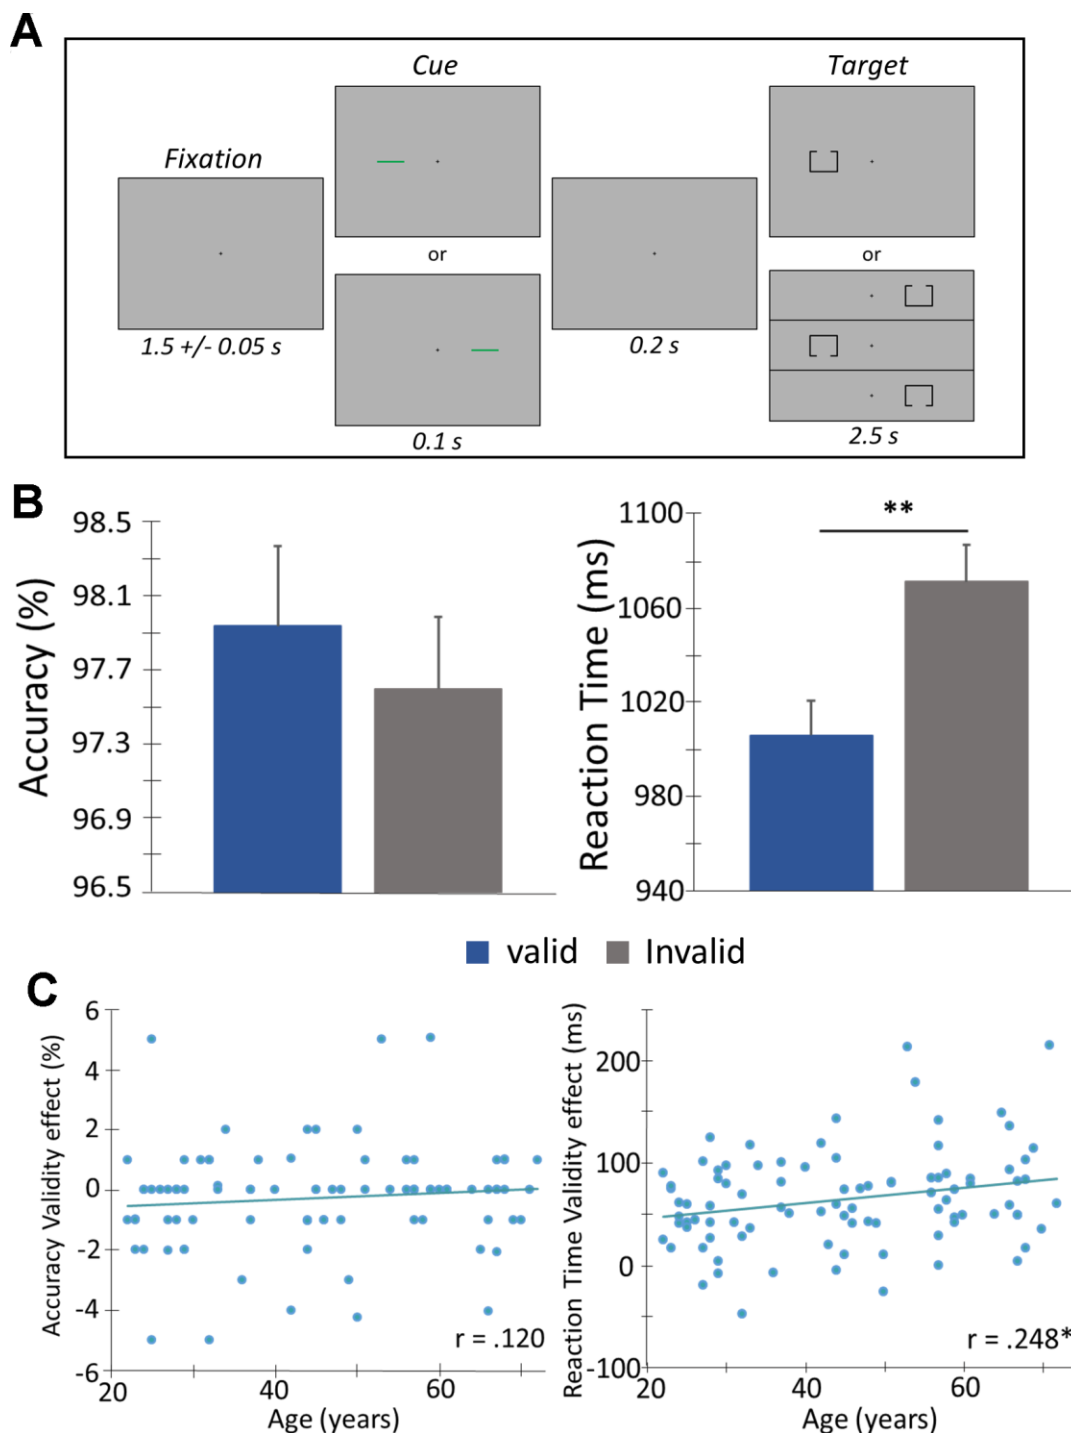 A
Cue
Target
Fixation
or
or
1.5 +/- 0.05 s
0.2 s
0.1 s
2.5 s
B
Accuracy (%)
98.5
98.1
97.7
97.3
96.9
96.5
Reaction Time (ms)
1100
1060
1020
980
940
**
valid
Invalid
C
Accuracy Validity effect (%)
6
4
2
0
-2
-4
-6
20
40
60
r = .120
Age (years)
Reaction Time Validity effect (ms)
200
100
0
-100
20
40
60
r = .248*
Age (years)